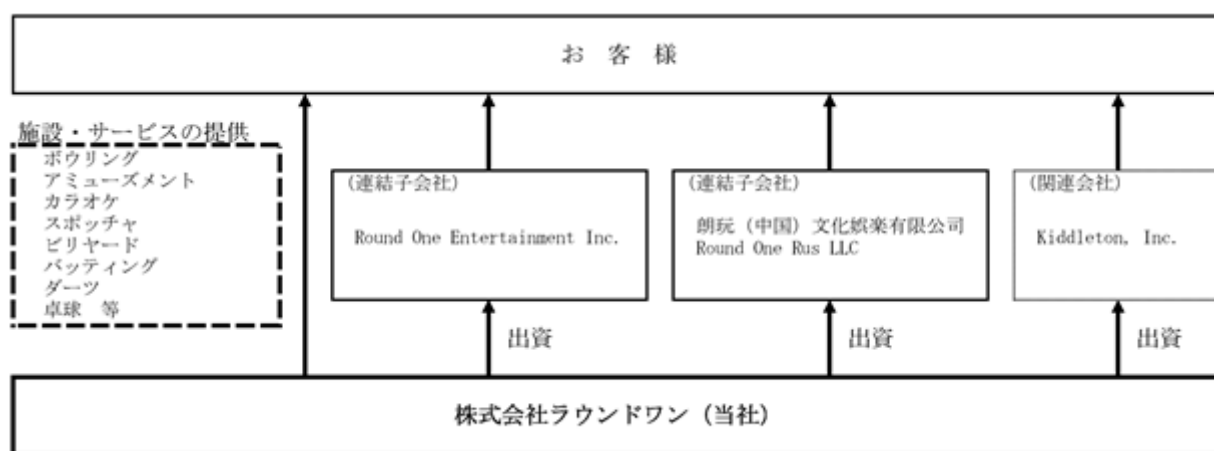 お 客 様
施設・サービスの提供
ボウリング
アミューズメント
カラオケ
スポッチャ
ビリヤード
バッティング
ダーツ
卓球 等
(連結子会社)
Round One Entertainment Inc.
(連結子会社)
朗玩(中国)文化娯楽有限公司
Round One Rus LLC
(関連会社)
Kiddleton, Inc.
出資
出資
出資
株式会社ラウンドワン(当社)